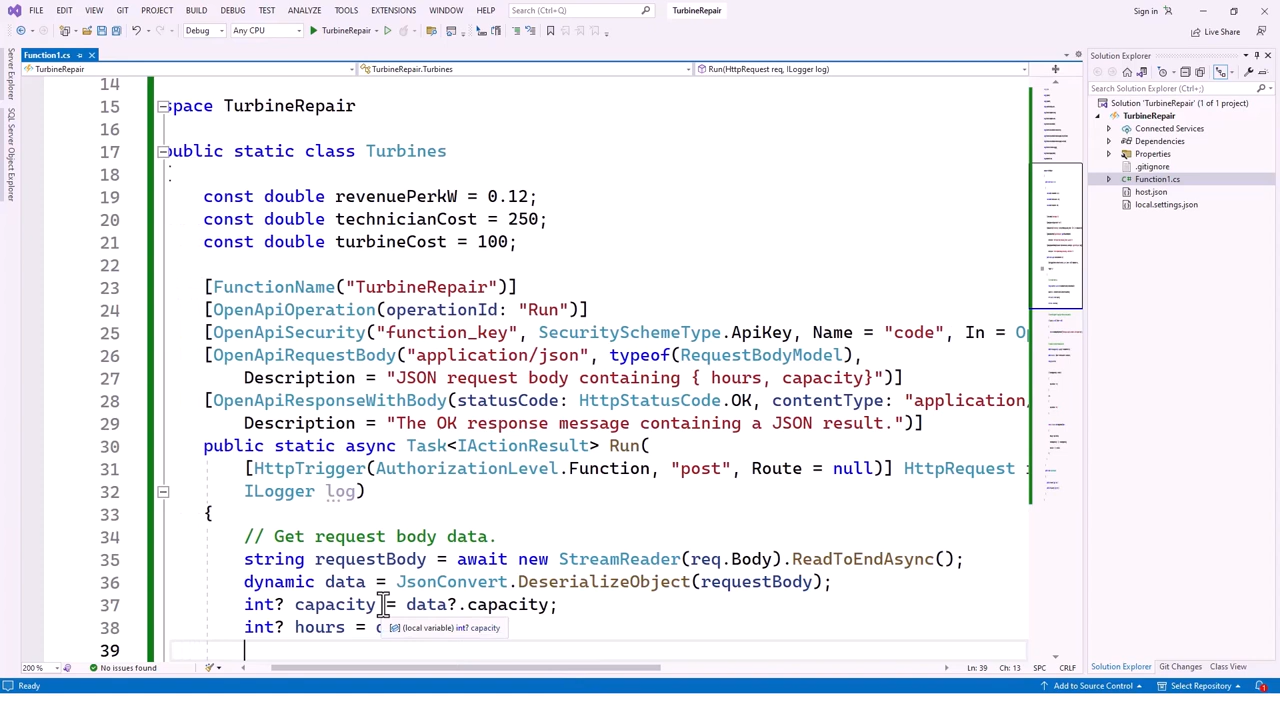 FILE EDIT VIEW GIT PROJECT BUILD DEBUG TEST ANALYZE TOOLS EXTENSIONS WINDOW HELP Search (Ctrl+Q) TurbineRepair Sign in
Debug Any CPU TurbineRepair Live Share
Server Explorer
SQL Server Object Explorer
Function1.cs
TurbineRepair TurbineRepair.Turbines Run(HttpRequest req, ILogger log)
14
15 space TurbineRepair
16
17 public static class Turbines
18
19 const double revenuePerkW = 0.12;
20 const double technicianCost = 250;
21 const double turbineCost = 100;
22
23 [FunctionName("TurbineRepair")]
24 [OpenApiOperation(operationId: "Run")]
25 [OpenApiSecurity("function_key", SecuritySchemeType.ApiKey, Name = "code", In = Op
26 [OpenApiRequestBody("application/json", typeof(RequestBodyModel),
27 Description = "JSON request body containing { hours, capacity}")]
28 [OpenApiResponseWithBody(statusCode: HttpStatusCode.OK, contentType: "application/
29 Description = "The OK response message containing a JSON result.")]
30 public static async Task<IActionResult> Run(
31 [HttpTrigger(AuthorizationLevel.Function, "post", Route = null)] HttpRequest
32 ILogger log)
33 {
34 // Get request body data.
35 string requestBody = await new StreamReader(req.Body).ReadToEndAsync();
36 dynamic data = JsonConvert.DeserializeObject(requestBody);
37 int? capacity = data?.capacity;
38 int? hours =
(local variable) int? capacity
39
200 % No issues found Ln: 39 Ch: 13 SPC CRLF
Solution Explorer
Search Solution Explorer (Ctrl+;)
Solution 'TurbineRepair' (1 of 1 project)
TurbineRepair
Connected Services
Dependencies
Properties
.gitignore
Function1.cs
host.json
local.settings.json
Solution Explorer Git Changes Class View
Ready Add to Source Control Select Repository 1